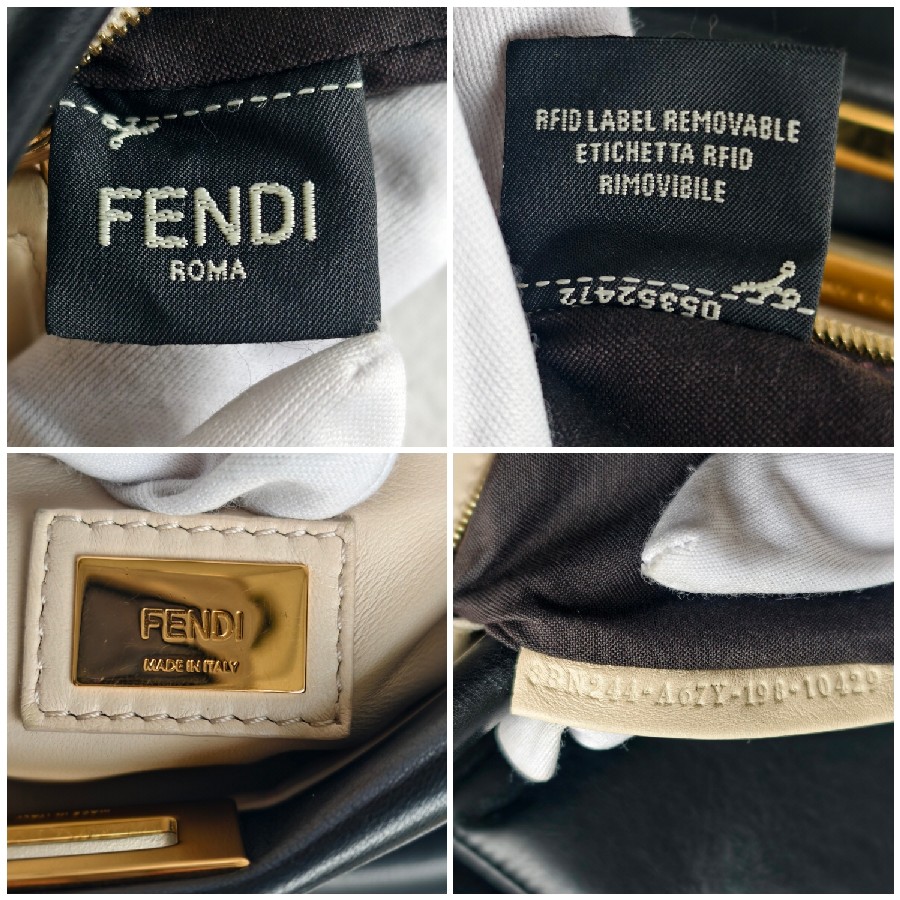 FENDI
ROMA
RFID LABEL REMOVABLE
ETICHETTA RFID
RIMOVIBILE
05352472
FENDI
MADE IN ITALY
8BN244-A67Y-198-10429